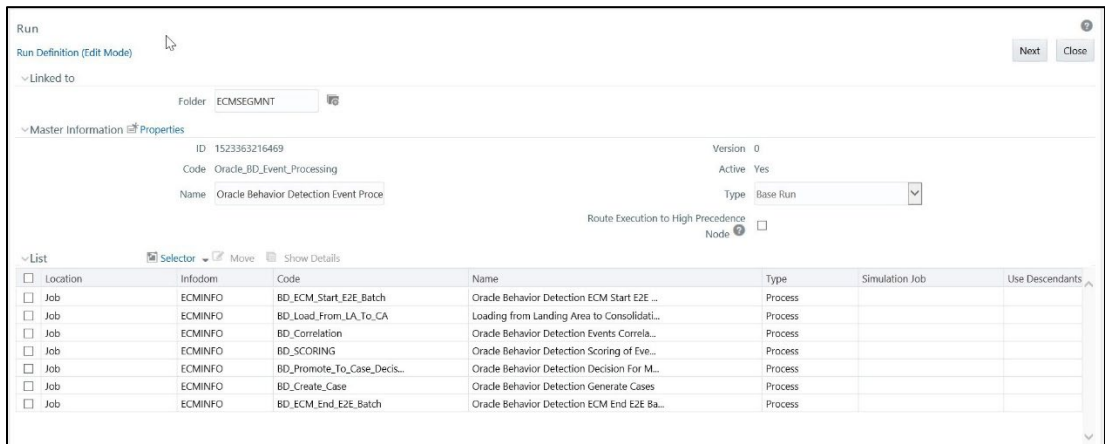 Run
Run Definition (Edit Mode)
Next Close
Linked to
Folder ECMSEGMNT
Master Information Properties
ID 1523363216469 Version 0
Code Oracle_BD_Event_Processing Active Yes
Name Oracle Behavior Detection Event Proce Type Base Run
Route Execution to High Precedence
Node
List Selector Move Show Details
Location Infodom Code Name Type Simulation Job Use Descendants
Job ECMINFO BD_ECM_Start_E2E_Batch Oracle Behavior Detection ECM Start E2E ... Process
Job ECMINFO BD_Load_From_LA_To_CA Loading from Landing Area to Consolidati... Process
Job ECMINFO BD_Correlation Oracle Behavior Detection Events Correla... Process
Job ECMINFO BD_SCORING Oracle Behavior Detection Scoring of Eve... Process
Job ECMINFO BD_Promote_To_Case_Decis... Oracle Behavior Detection Decision For M... Process
Job ECMINFO BD_Create_Case Oracle Behavior Detection Generate Cases Process
Job ECMINFO BD_ECM_End_E2E_Batch Oracle Behavior Detection ECM End E2E Ba... Process